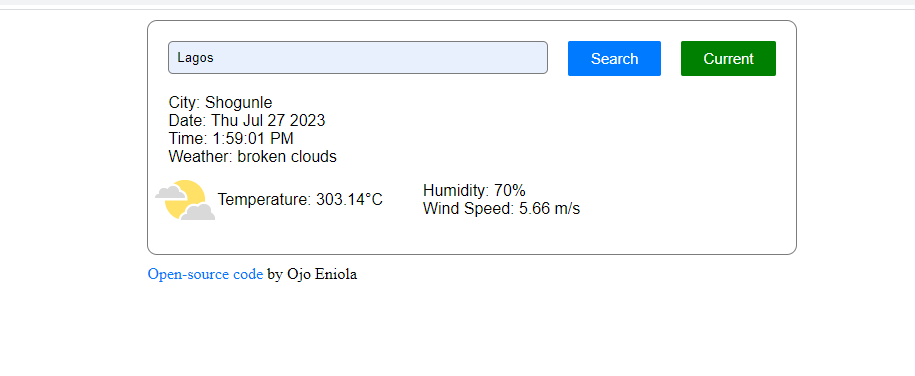 Lagos
Search
Current
City: Shogunle
Date: Thu Jul 27 2023
Time: 1:59:01 PM
Weather: broken clouds
Temperature: 303.14°C
Humidity: 70%
Wind Speed: 5.66 m/s
Open-source code by Ojo Eniola